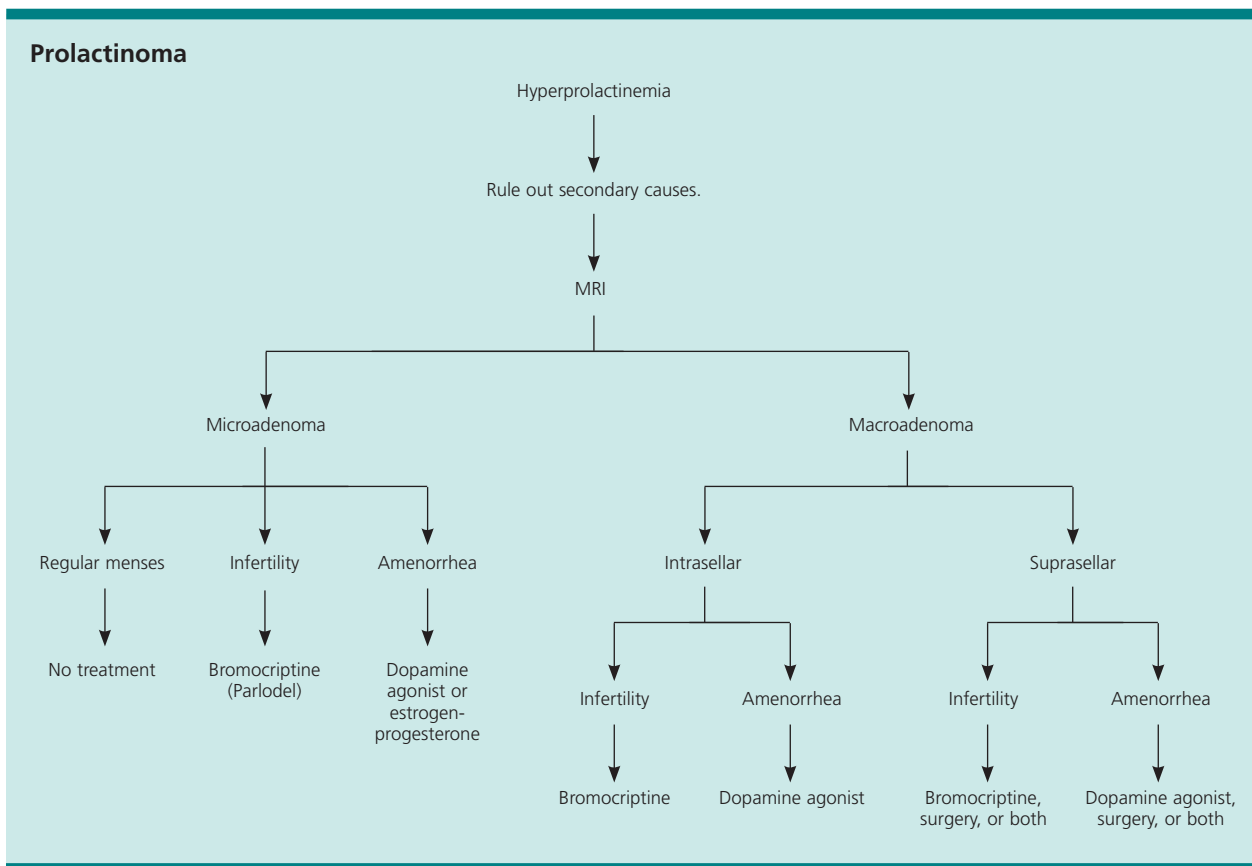 Prolactinoma
Hyperprolactinemia
Rule out secondary causes.
MRI
Microadenoma
Macroadenoma
Regular menses
Infertility
Amenorrhea
Intrasellar
Suprasellar
No treatment
Bromocriptine
(Parlodel)
Dopamine
agonist or
estrogen-
progesterone
Infertility
Amenorrhea
Infertility
Amenorrhea
Bromocriptine
Dopamine agonist
Bromocriptine,
surgery, or both
Dopamine agonist,
surgery, or both